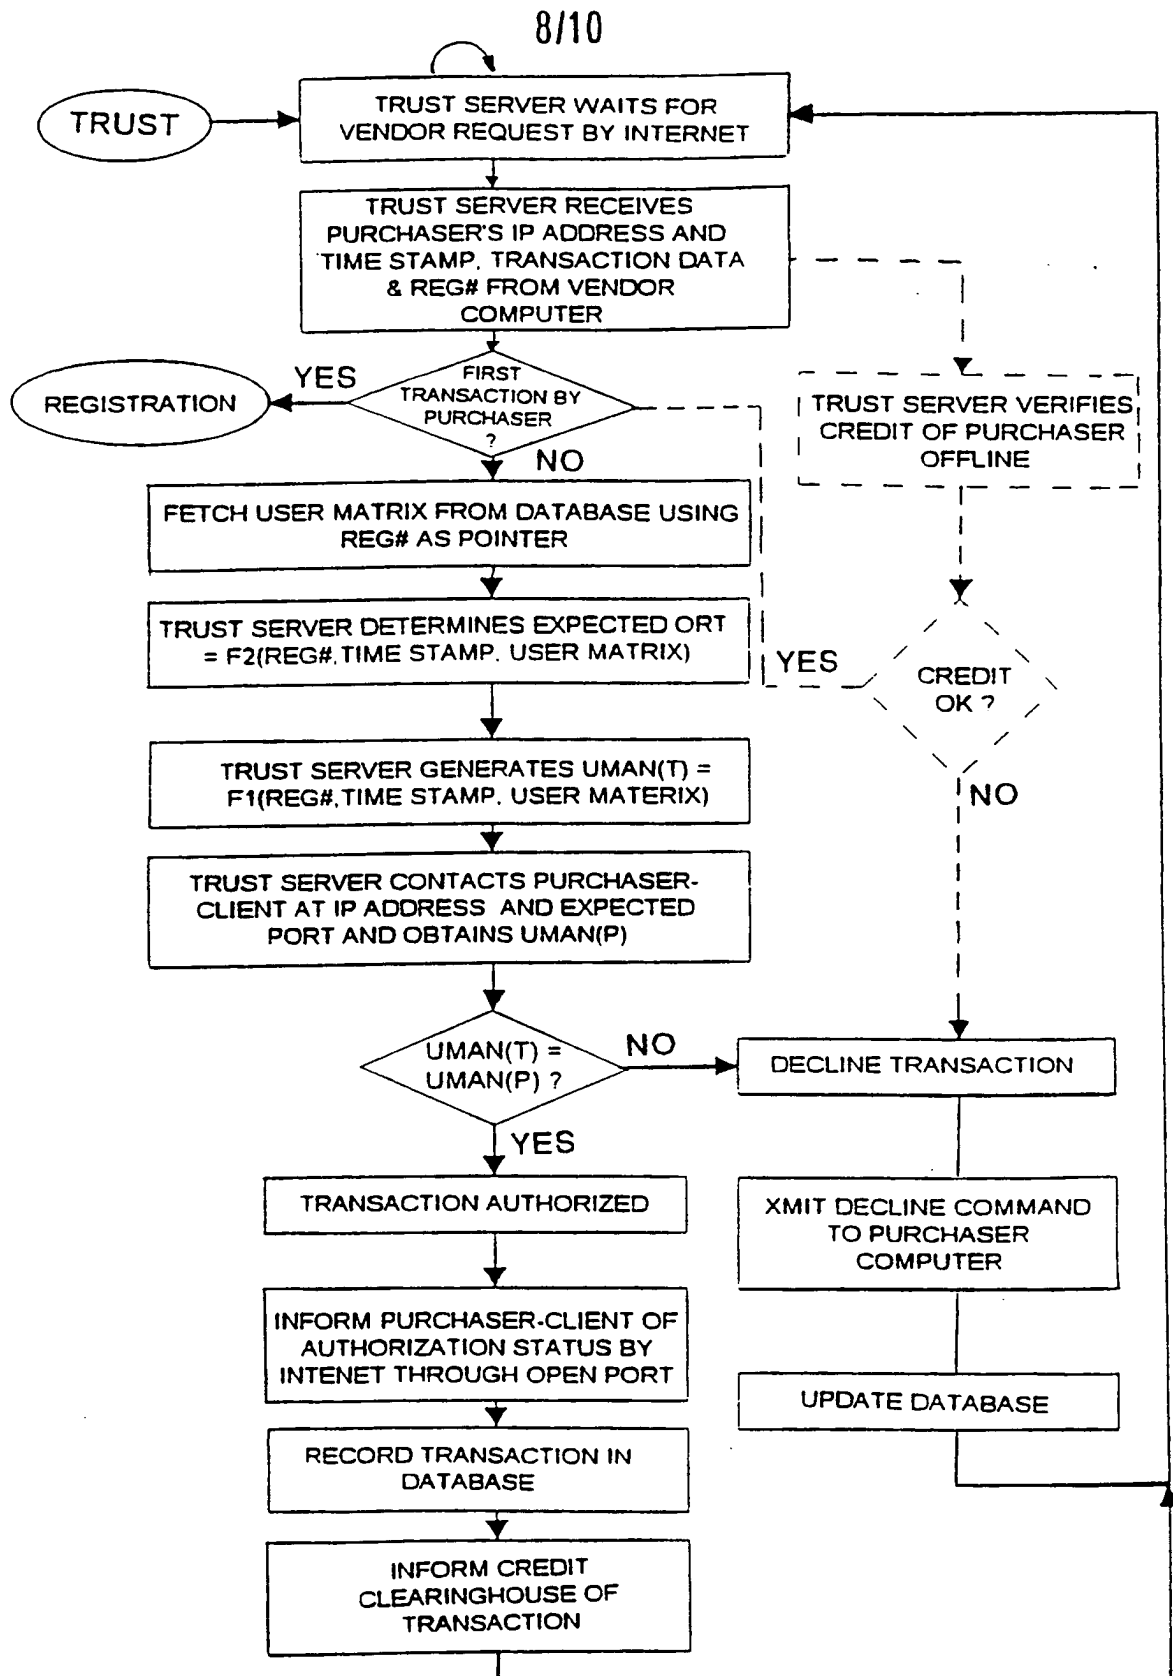 8/10
TRUST
TRUST SERVER WAITS FOR
VENDOR REQUEST BY INTERNET
TRUST SERVER RECEIVES
PURCHASER'S IP ADDRESS AND
TIME STAMP, TRANSACTION DATA
& REG# FROM VENDOR
COMPUTER
REGISTRATION
YES
FIRST
TRANSACTION BY
PURCHASER
?
NO
TRUST SERVER VERIFIES
CREDIT OF PURCHASER
OFFLINE
FETCH USER MATRIX FROM DATABASE USING
REG# AS POINTER
TRUST SERVER DETERMINES EXPECTED ORT
= F2(REG#,TIME STAMP, USER MATRIX)
YES
CREDIT
OK ?
NO
TRUST SERVER GENERATES UMAN(T) =
F1(REG#,TIME STAMP, USER MATERIX)
TRUST SERVER CONTACTS PURCHASER-
CLIENT AT IP ADDRESS AND EXPECTED
PORT AND OBTAINS UMAN(P)
UMAN(T) =
UMAN(P) ?
NO
DECLINE TRANSACTION
YES
TRANSACTION AUTHORIZED
XMIT DECLINE COMMAND
TO PURCHASER
COMPUTER
INFORM PURCHASER-CLIENT OF
AUTHORIZATION STATUS BY
INTENET THROUGH OPEN PORT
UPDATE DATABASE
RECORD TRANSACTION IN
DATABASE
INFORM CREDIT
CLEARINGHOUSE OF
TRANSACTION